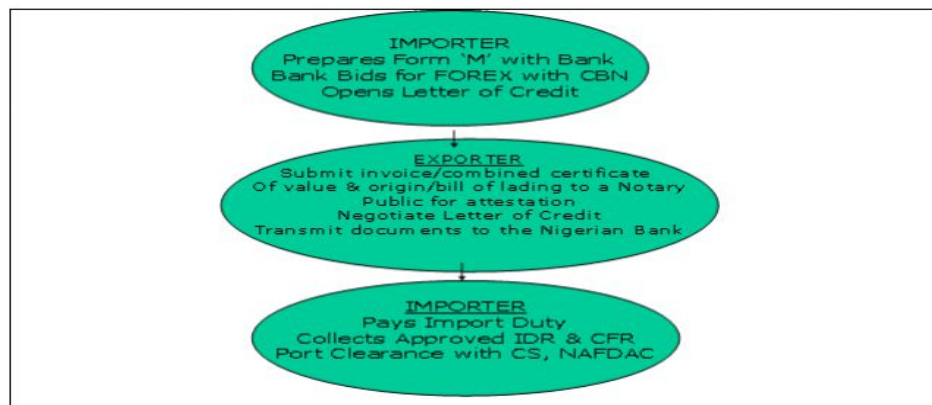 IMPORTER
Prepares Form ‘M’ with Bank
Bank Bids for FOREX with CBN
Opens Letter of Credit
EXPORTER
Submit invoice/combined certificate
Of value & origin/bill of lading to a Notary
Public for attestation
Negotiate Letter of Credit
Transmit documents to the Nigerian Bank
IMPORTER
Pays Import Duty
Collects Approved IDR & CFR
Port Clearance with CS, NAFDAC